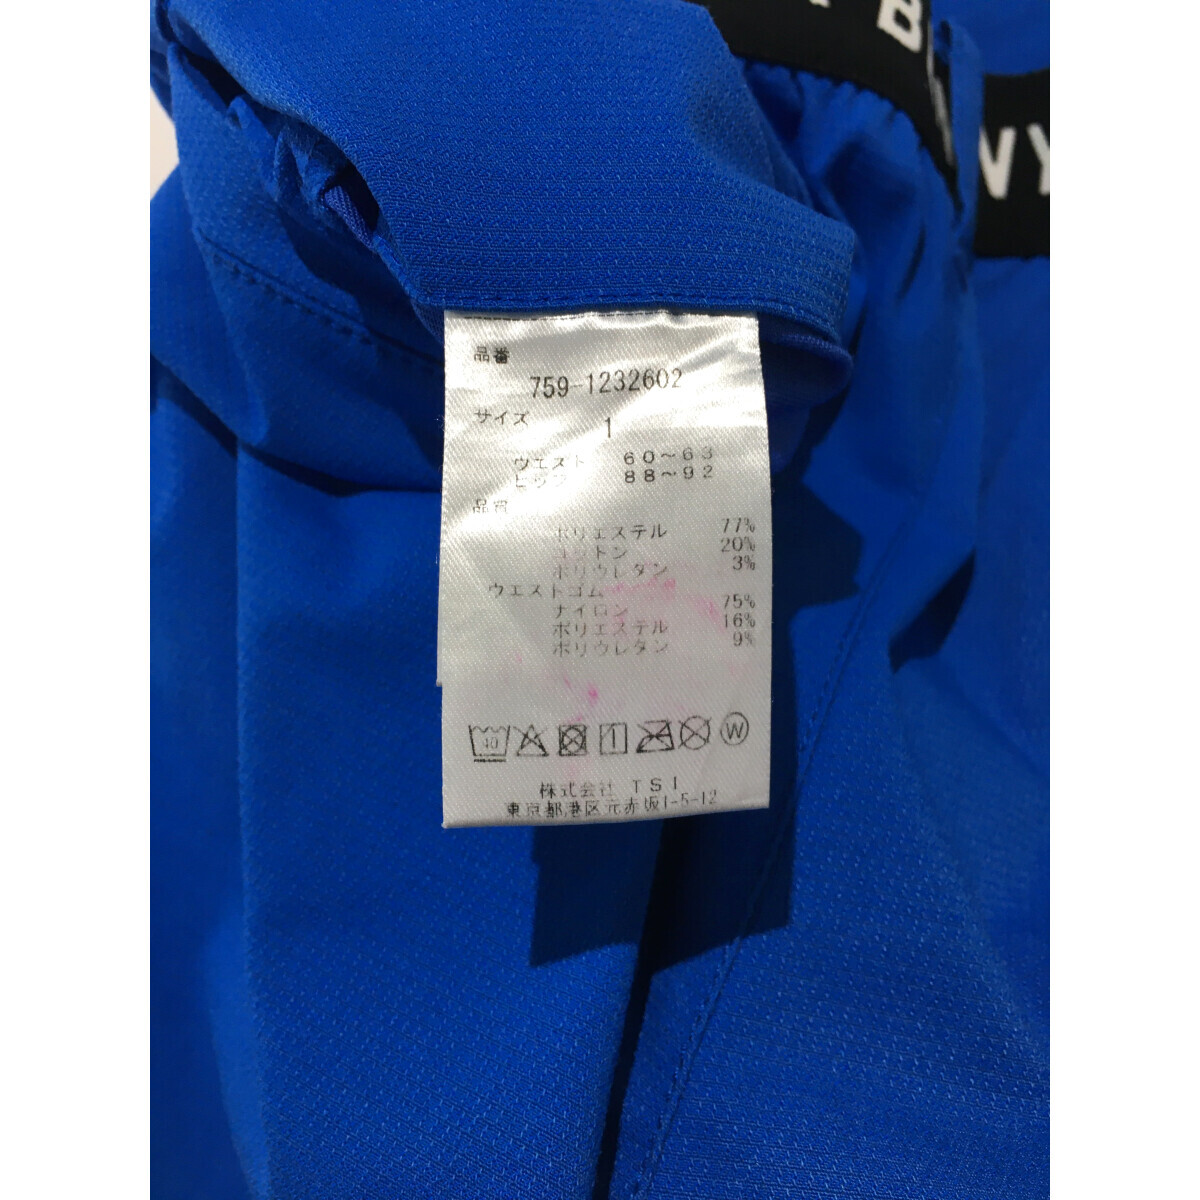 B
NY
品番
759-1232602
サイズ
1
ウエスト 60～63
ヒップ 88～92
品質
ポリエステル 77%
コットン 20%
ポリウレタン 3%
ウエストゴム
ナイロン 75%
ポリエステル 16%
ポリウレタン 9%
40 W
株式会社 TSI
東京都港区元赤坂1-5-12